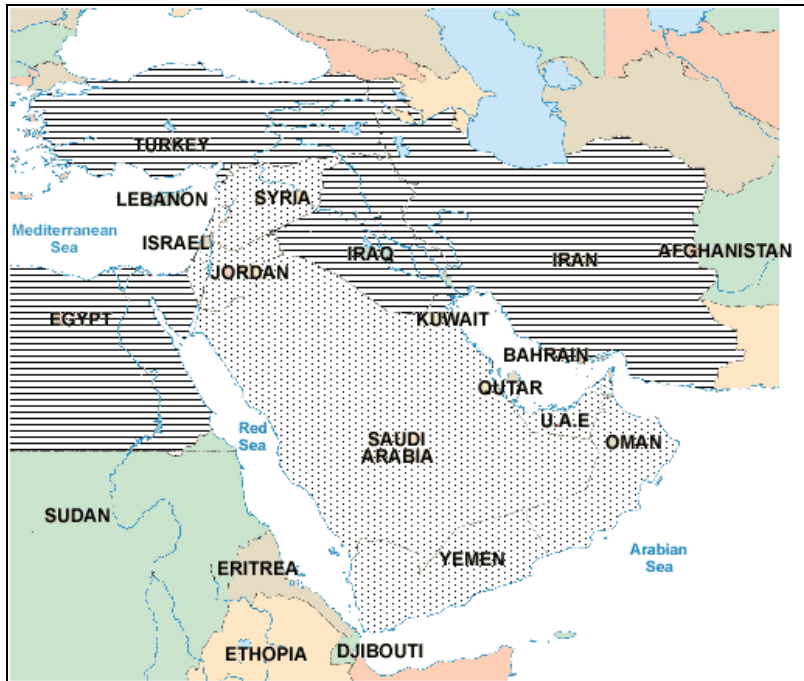 TURKEY
LEBANON
SYRIA
Mediterranean
Sea
ISRAEL
IRAQ
IRAN
AFGHANISTAN
JORDAN
EGYPT
KUWAIT
BAHRAIN
QUTAR
U.A.E
Red
Sea
SAUDI
ARABIA
OMAN
SUDAN
YEMEN
Arabian
Sea
ERITREA
ETHOPIA
DJIBOUTI